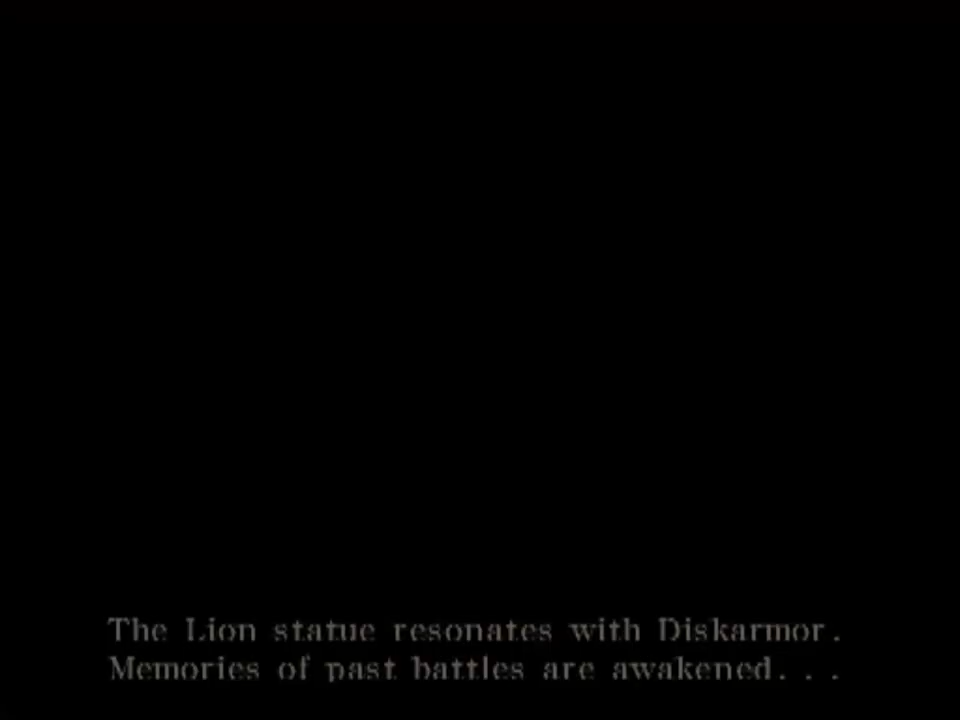 The Lion statue resonates with Diskarmor.
Memories of past battles are awakened...